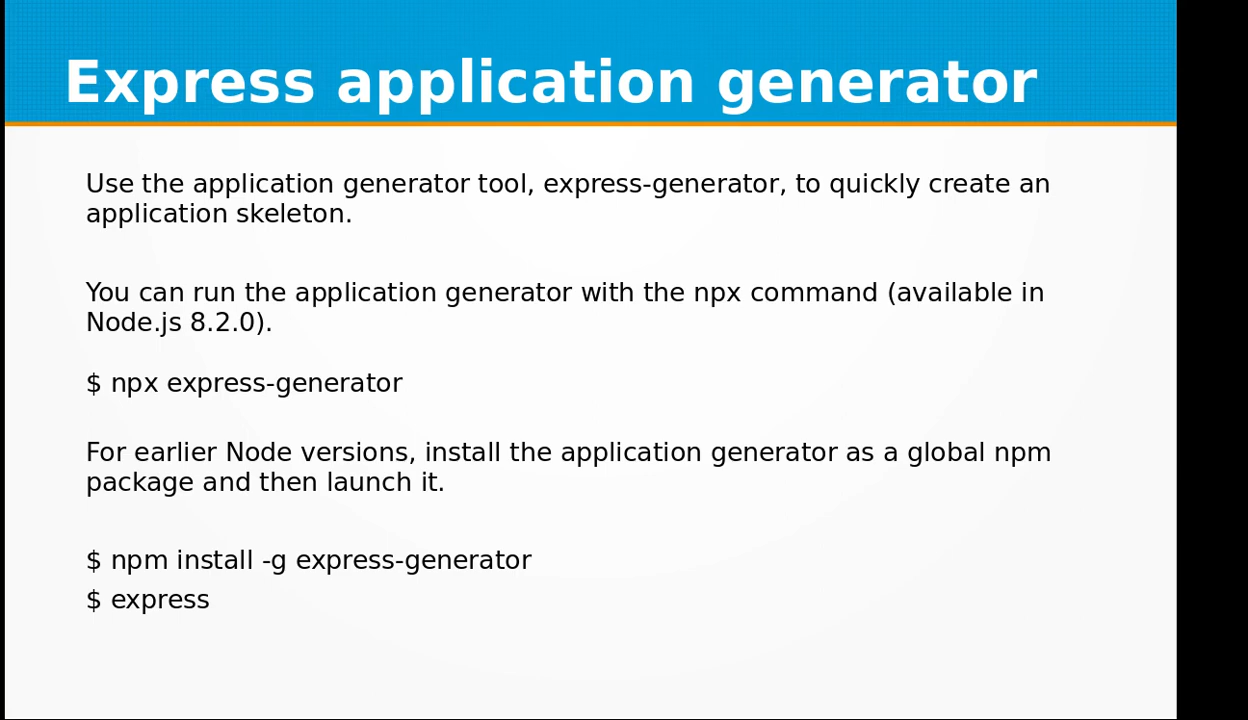 Express application generator
Use the application generator tool, express-generator, to quickly create an
application skeleton.
You can run the application generator with the npx command (available in
Node.js 8.2.0).
$ npx express-generator
For earlier Node versions, install the application generator as a global npm
package and then launch it.
$ npm install -g express-generator
$ express